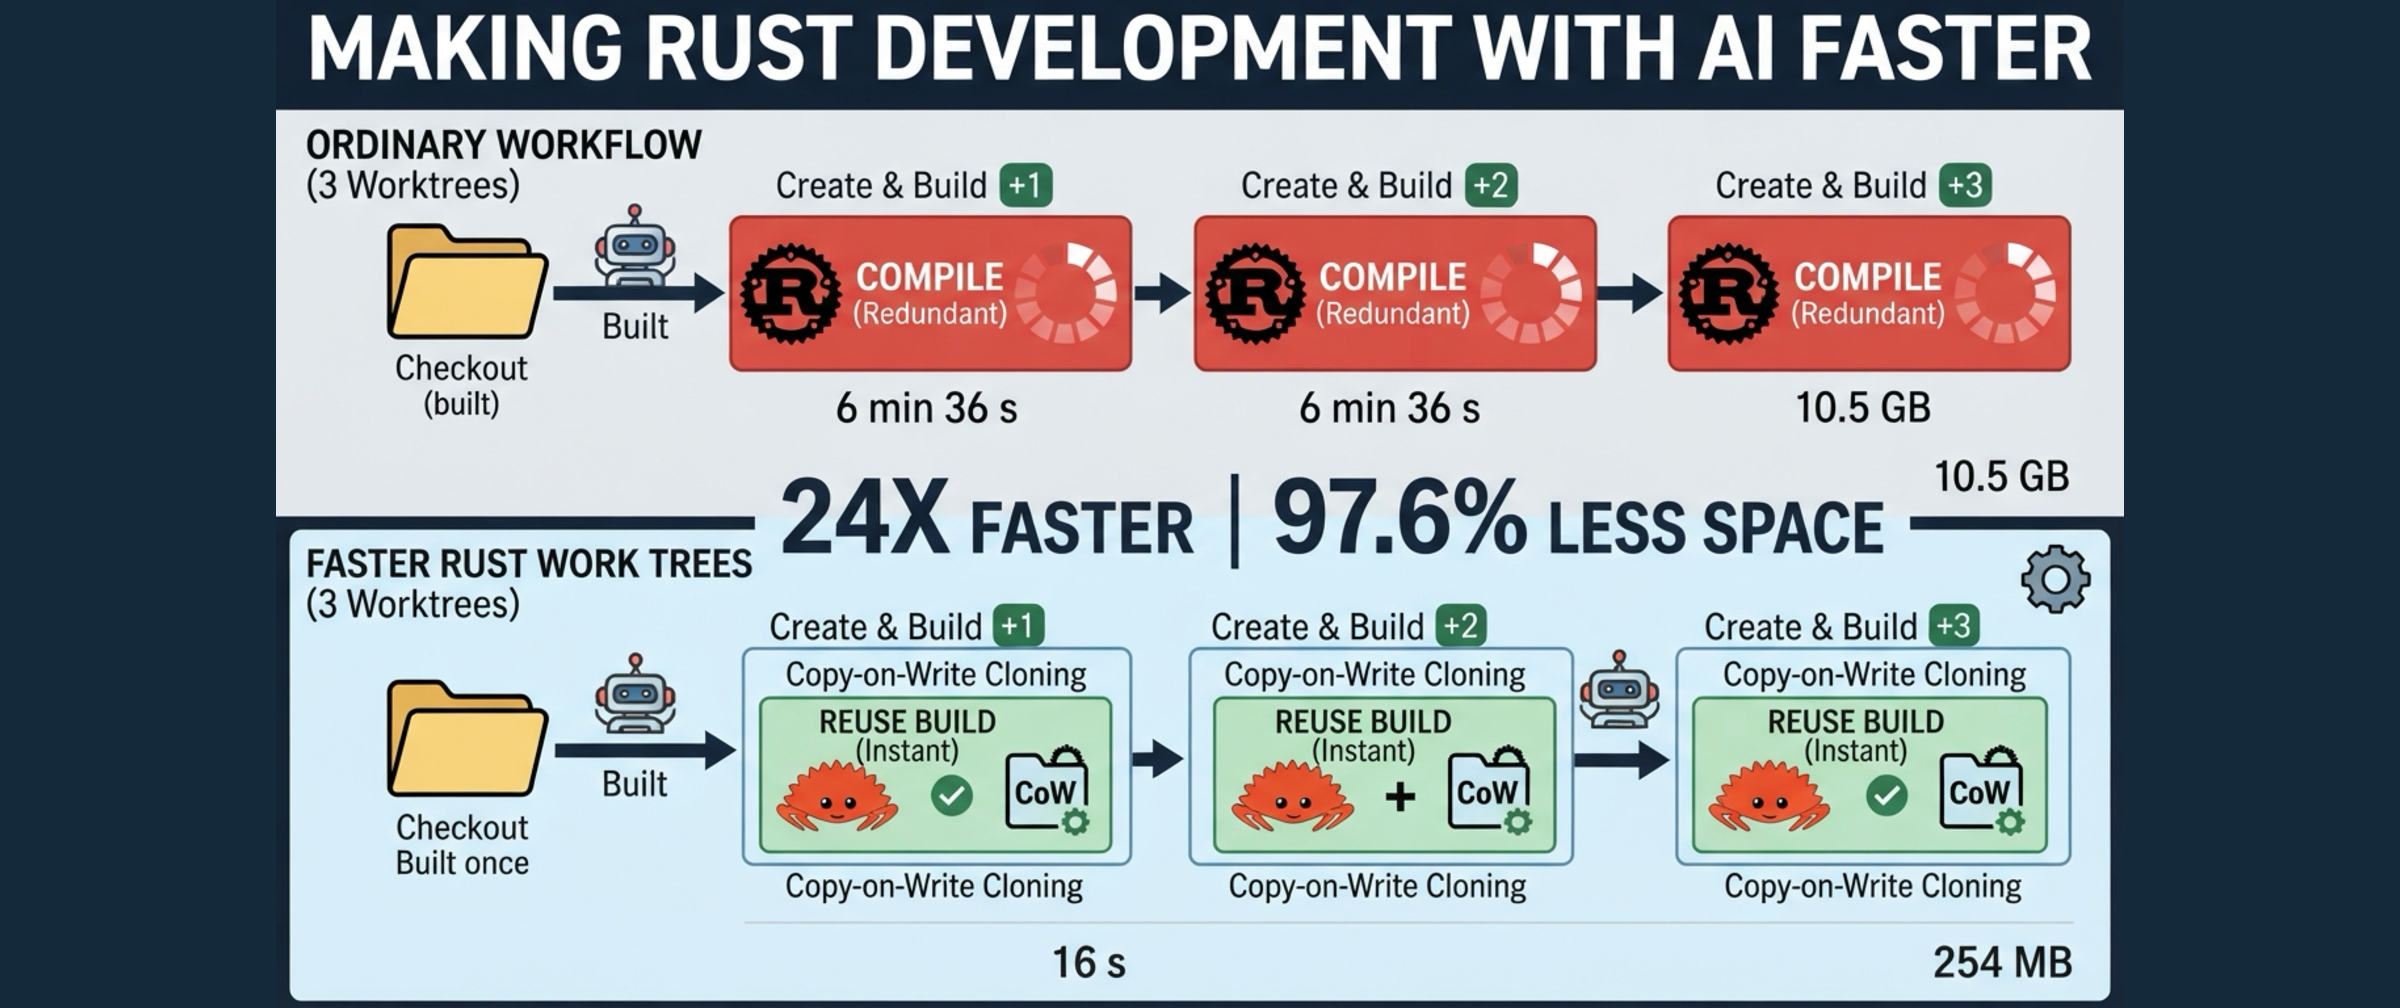 MAKING RUST DEVELOPMENT WITH AI FASTER
ORDINARY WORKFLOW
(3 Worktrees)
Checkout
(built)
Built
Create & Build +1
R
COMPILE
(Redundant)
6 min 36 s
Create & Build +2
R
COMPILE
(Redundant)
6 min 36 s
Create & Build +3
R
COMPILE
(Redundant)
10.5 GB
10.5 GB
24X FASTER | 97.6% LESS SPACE
FASTER RUST WORK TREES
(3 Worktrees)
Checkout
Built once
Built
Create & Build +1
Copy-on-Write Cloning
REUSE BUILD
(Instant)
CoW
Copy-on-Write Cloning
Create & Build +2
Copy-on-Write Cloning
REUSE BUILD
(Instant)
+
CoW
Copy-on-Write Cloning
Create & Build +3
Copy-on-Write Cloning
REUSE BUILD
(Instant)
CoW
Copy-on-Write Cloning
16 s
254 MB